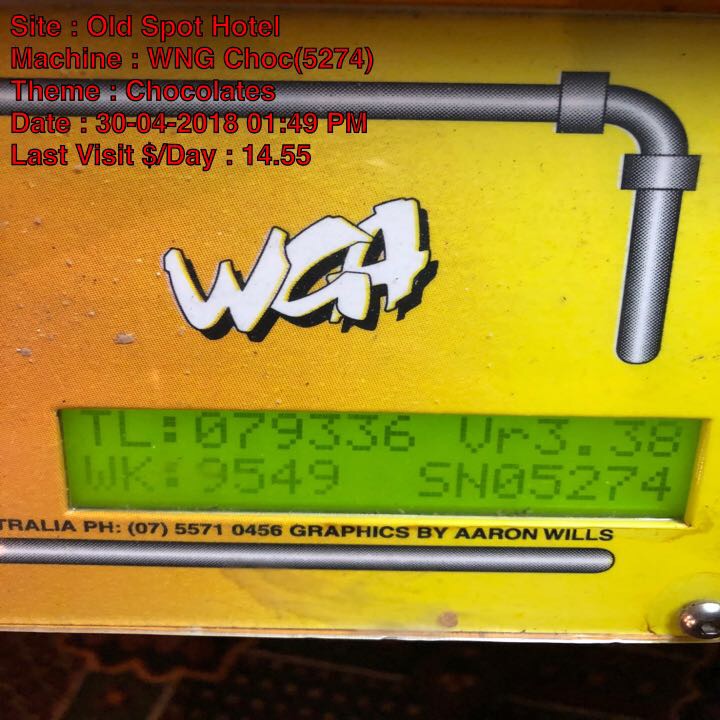 Site : Old Spot Hotel
Machine : WNG Choc(5274)
Theme : Chocolates
Date : 30-04-2018 01:49 PM
Last Visit $/Day : 14.55
WGA
TL:079336 Vr3.38
WK:9549 SN05274
TRALIA PH: (07) 5571 0456 GRAPHICS BY AARON WILLS